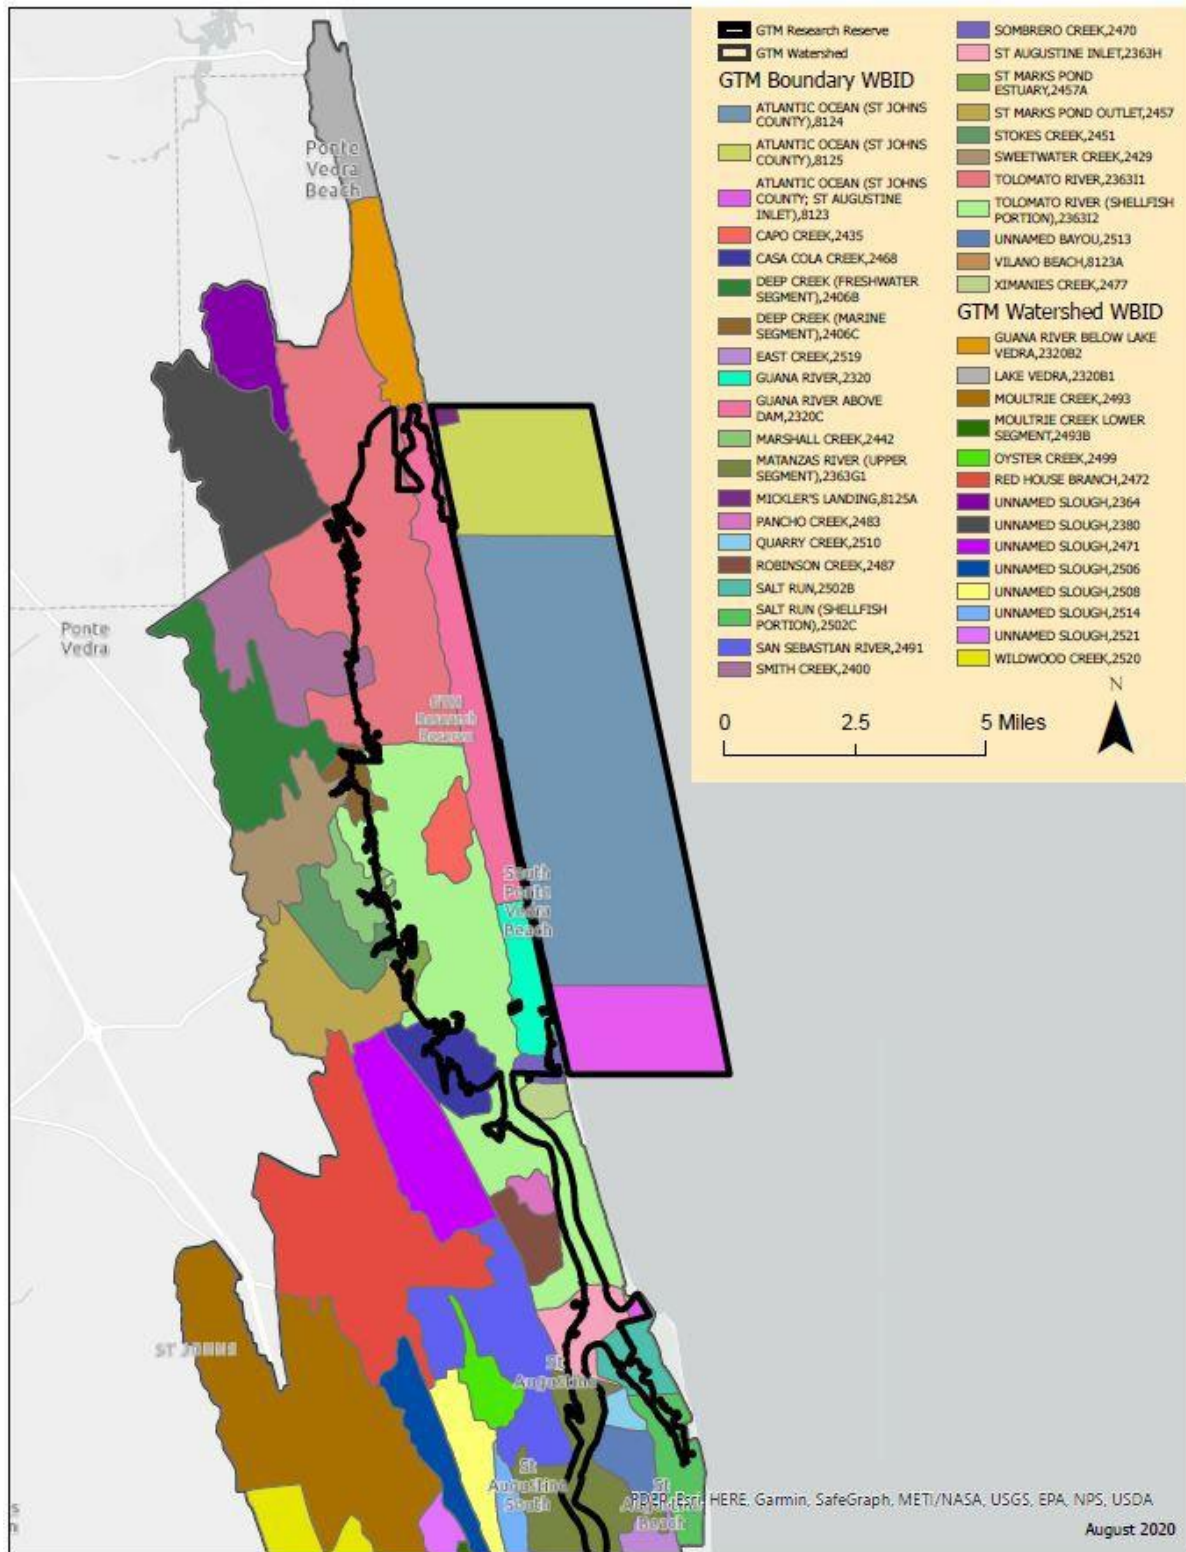 GTM Research Reserve
GTM Watershed
GTM Boundary WBID
ATLANTIC OCEAN (ST JOHNS
COUNTY),8124
ATLANTIC OCEAN (ST JOHNS
COUNTY),8125
ATLANTIC OCEAN (ST JOHNS
COUNTY; ST AUGUSTINE
INLET),8123
CAPO CREEK,2435
CASA COLA CREEK,2468
DEEP CREEK (FRESHWATER
SEGMENT),2406B
DEEP CREEK (MARINE
SEGMENT),2406C
EAST CREEK,2519
GUANA RIVER,2320
GUANA RIVER ABOVE
DAM,2320C
MARSHALL CREEK,2442
MATANZAS RIVER (UPPER
SEGMENT),2363G1
MICKLER'S LANDING,8125A
PANCHO CREEK,2483
QUARRY CREEK,2510
ROBINSON CREEK,2487
SALT RUN,2502B
SALT RUN (SHELLFISH
PORTION),2502C
SAN SEBASTIAN RIVER,2491
SMITH CREEK,2400
SOMBRERO CREEK,2470
ST AUGUSTINE INLET,2363H
ST MARKS POND
ESTUARY,2457A
ST MARKS POND OUTLET,2457
STOKES CREEK,2451
SWEETWATER CREEK,2429
TOLOMATO RIVER,2363I1
TOLOMATO RIVER (SHELLFISH
PORTION),2363I2
UNNAMED BAYOU,2513
VILANO BEACH,8123A
XIMANIES CREEK,2477
GTM Watershed WBID
GUANA RIVER BELOW LAKE
VEDRA,2320B2
LAKE VEDRA,2320B1
MOULTRIE CREEK,2493
MOULTRIE CREEK LOWER
SEGMENT,2493B
OYSTER CREEK,2499
RED HOUSE BRANCH,2472
UNNAMED SLOUGH,2364
UNNAMED SLOUGH,2380
UNNAMED SLOUGH,2471
UNNAMED SLOUGH,2506
UNNAMED SLOUGH,2508
UNNAMED SLOUGH,2514
UNNAMED SLOUGH,2521
WILDWOOD CREEK,2520
N
0 2.5 5 Miles
Ponte
Vedra
Beach
Ponte
Vedra
GTM
Research
Reserve
South
Ponte
Vedra
Beach
ST JOHNS
St
Augustine
St
Augustine
South
St
Augustine
Beach
FDEP, Esri, HERE, Garmin, SafeGraph, METI/NASA, USGS, EPA, NPS, USDA
August 2020